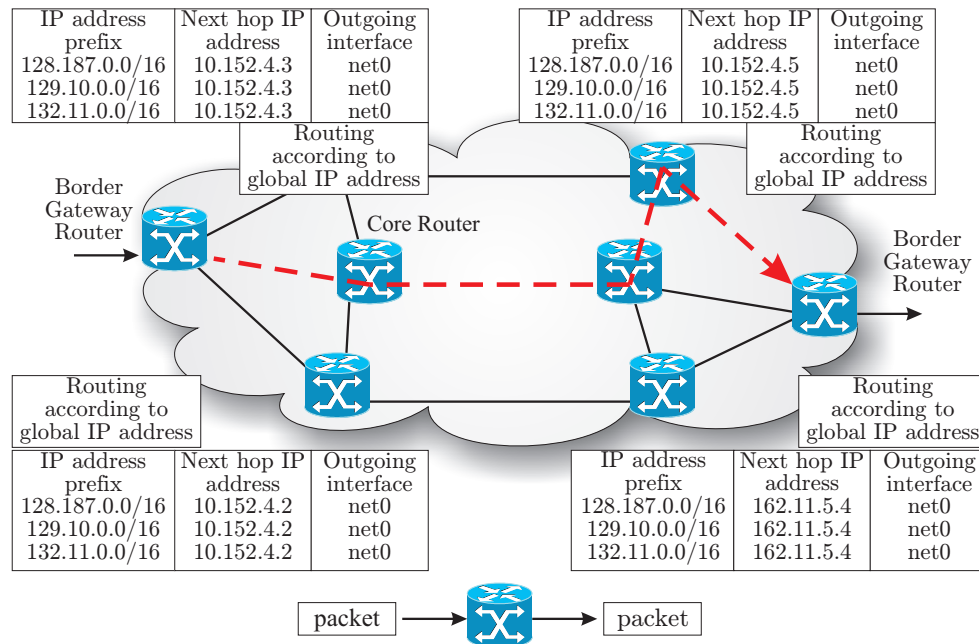 IP address prefix Next hop IP address Outgoing interface
128.187.0.0/16 10.152.4.3 net0
129.10.0.0/16 10.152.4.3 net0
132.11.0.0/16 10.152.4.3 net0
IP address prefix Next hop IP address Outgoing interface
128.187.0.0/16 10.152.4.5 net0
129.10.0.0/16 10.152.4.5 net0
132.11.0.0/16 10.152.4.5 net0
Routing
according to
global IP address
Routing
according to
global IP address
Border
Gateway
Router
Core Router
Border
Gateway
Router
Routing
according to
global IP address
Routing
according to
global IP address
IP address prefix Next hop IP address Outgoing interface
128.187.0.0/16 10.152.4.2 net0
129.10.0.0/16 10.152.4.2 net0
132.11.0.0/16 10.152.4.2 net0
IP address prefix Next hop IP address Outgoing interface
128.187.0.0/16 162.11.5.4 net0
129.10.0.0/16 162.11.5.4 net0
132.11.0.0/16 162.11.5.4 net0
packet
packet